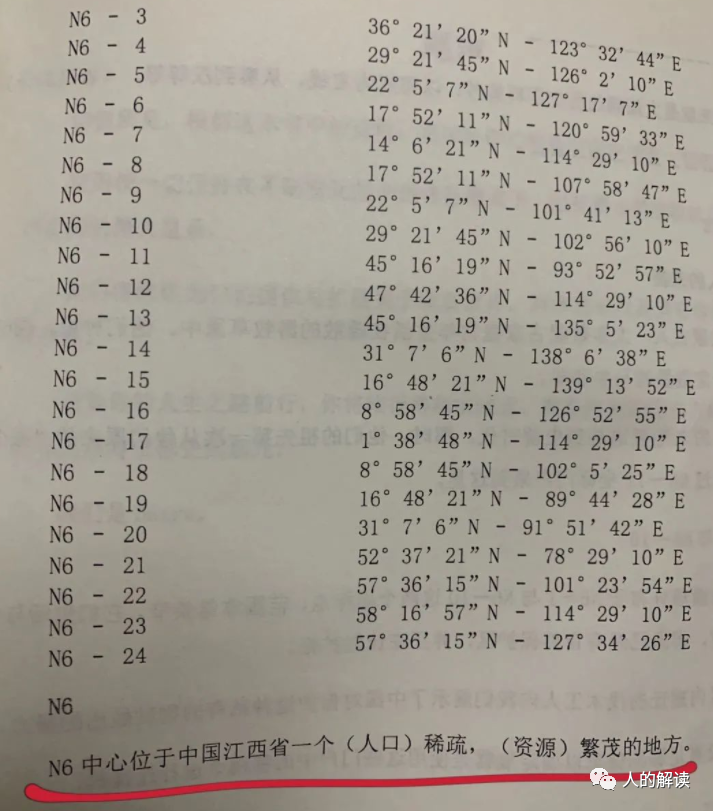 N6 - 3 36° 21′ 20″ N - 123° 32′ 44″ E
N6 - 4 29° 21′ 45″ N - 126° 2′ 10″ E
N6 - 5 22° 5′ 7″ N - 127° 17′ 7″ E
N6 - 6 17° 52′ 11″ N - 120° 59′ 33″ E
N6 - 7 14° 6′ 21″ N - 114° 29′ 10″ E
N6 - 8 17° 52′ 11″ N - 107° 58′ 47″ E
N6 - 9 22° 5′ 7″ N - 101° 41′ 13″ E
N6 - 10 29° 21′ 45″ N - 102° 56′ 10″ E
N6 - 11 45° 16′ 19″ N - 93° 52′ 57″ E
N6 - 12 47° 42′ 36″ N - 114° 29′ 10″ E
N6 - 13 45° 16′ 19″ N - 135° 5′ 23″ E
N6 - 14 31° 7′ 6″ N - 138° 6′ 38″ E
N6 - 15 16° 48′ 21″ N - 139° 13′ 52″ E
N6 - 16 8° 58′ 45″ N - 126° 52′ 55″ E
N6 - 17 1° 38′ 48″ N - 114° 29′ 10″ E
N6 - 18 8° 58′ 45″ N - 102° 5′ 25″ E
N6 - 19 16° 48′ 21″ N - 89° 44′ 28″ E
N6 - 20 31° 7′ 6″ N - 91° 51′ 42″ E
N6 - 21 52° 37′ 21″ N - 78° 29′ 10″ E
N6 - 22 57° 36′ 15″ N - 101° 23′ 54″ E
N6 - 23 58° 16′ 57″ N - 114° 29′ 10″ E
N6 - 24 57° 36′ 15″ N - 127° 34′ 26″ E
N6
N6 中心位于中国江西省一个（人口）稀疏，（资源）繁茂的地方。
人的解读